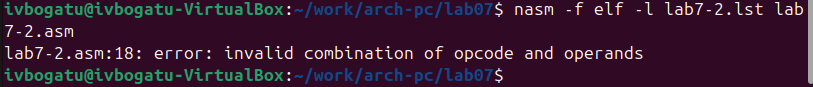 ivbogatu@ivbogatu-VirtualBox:~/work/arch-pc/lab07$ nasm -f elf -l lab7-2.lst lab
7-2.asm
lab7-2.asm:18: error: invalid combination of opcode and operands
ivbogatu@ivbogatu-VirtualBox:~/work/arch-pc/lab07$